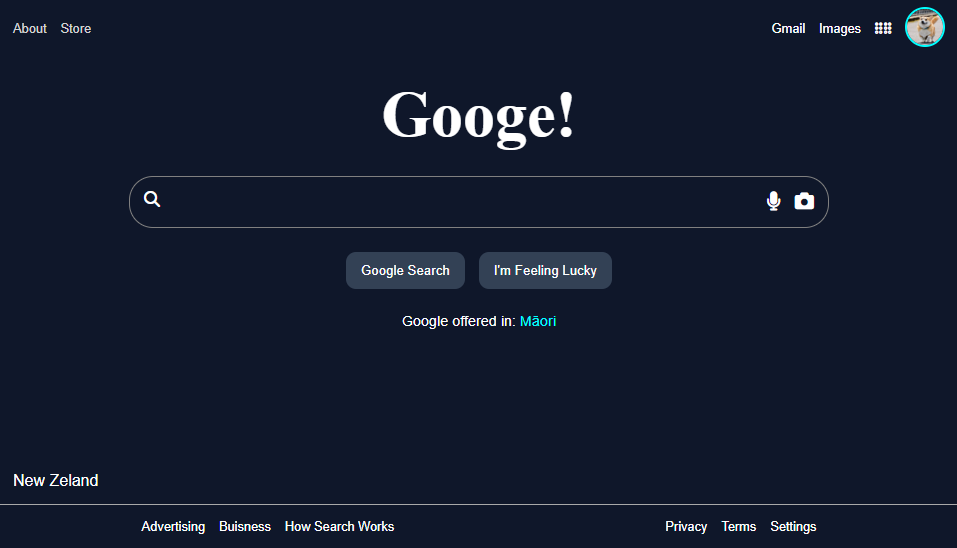 About Store
Gmail Images
Googe!
Google Search I'm Feeling Lucky
Google offered in: Māori
New Zeland
Advertising Buisness How Search Works
Privacy Terms Settings